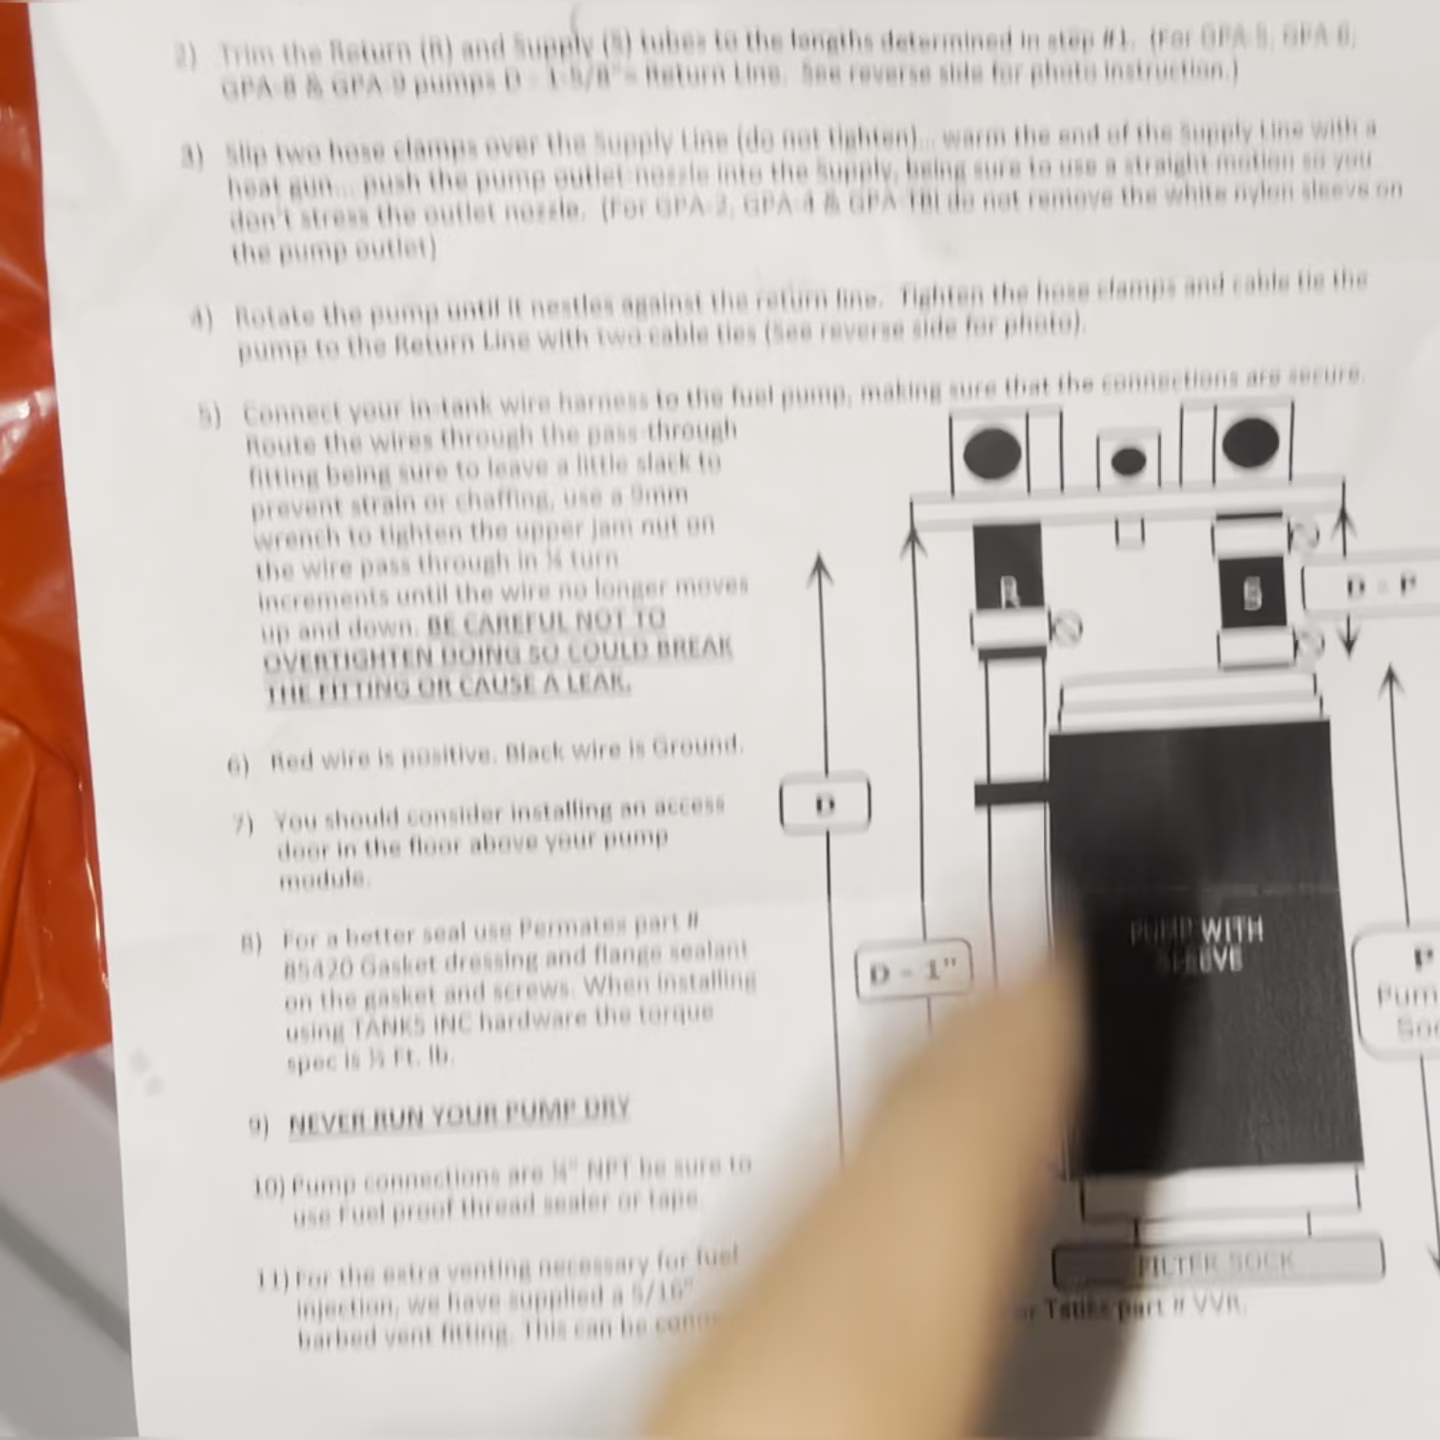 2) Trim the Return (R) and Supply (S) tubes to the lengths determined in step #1. (For GPA-5, GPA-6,
GPA-8 & GPA-9 pumps D - 1-5/8"= Return Line. See reverse side for photo instruction.)
3) Slip two hose clamps over the Supply Line (do not tighten)... warm the end of the Supply Line with a
heat gun... push the pump outlet nozzle into the Supply, being sure to use a straight motion so you
don't stress the outlet nozzle. (For GPA-2, GPA-4 & GPA-TBI do not remove the white nylon sleeve on
the pump outlet)
4) Rotate the pump until it nestles against the return line. Tighten the hose clamps and cable tie the
pump to the Return Line with two cable ties (See reverse side for photo).
5) Connect your in-tank wire harness to the fuel pump, making sure that the connections are secure.
Route the wires through the pass-through
fitting being sure to leave a little slack to
prevent strain or chaffing, use a 9mm
wrench to tighten the upper jam nut on
the wire pass through in ¼ turn
increments until the wire no longer moves
up and down. BE CAREFUL NOT TO
OVERTIGHTEN DOING SO COULD BREAK
THE FITTING OR CAUSE A LEAK.
6) Red wire is positive. Black wire is Ground.
7) You should consider installing an access
door in the floor above your pump
module.
8) For a better seal use Permatex part #
85420 Gasket dressing and flange sealant
on the gasket and screws. When installing
using TANKS INC hardware the torque
spec is ½ Ft. lb.
9) NEVER RUN YOUR PUMP DRY
10) Pump connections are ¼" NPT be sure to
use Fuel proof thread sealer or tape.
11) For the extra venting necessary for fuel
injection, we have supplied a 5/16"
barbed vent fitting. This can be or Tanks part # VVR.
R
S
D - P
D
D - 1"
PUMP WITH
SLEEVE
P
FILTER SOCK